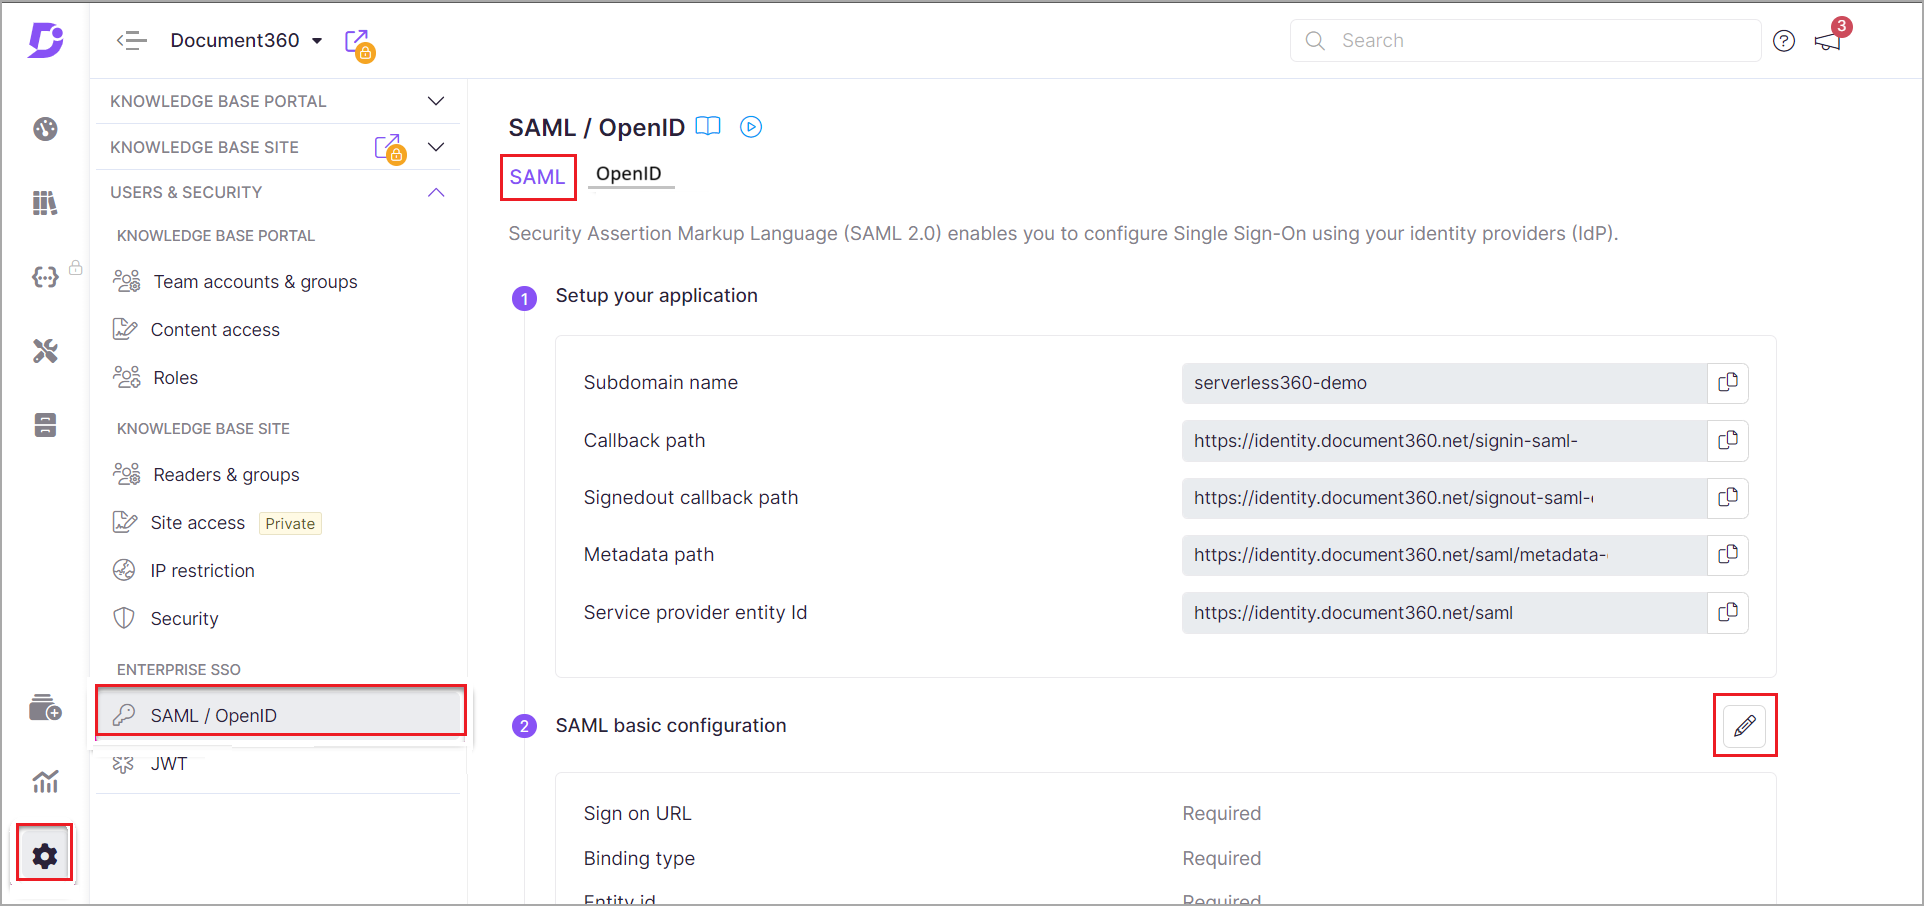 Document360
Search
3
KNOWLEDGE BASE PORTAL
KNOWLEDGE BASE SITE
USERS & SECURITY
KNOWLEDGE BASE PORTAL
Team accounts & groups
Content access
Roles
KNOWLEDGE BASE SITE
Readers & groups
Site access Private
IP restriction
Security
ENTERPRISE SSO
SAML / OpenID
JWT
SAML / OpenID
SAML OpenID
Security Assertion Markup Language (SAML 2.0) enables you to configure Single Sign-On using your identity providers (IdP).
1 Setup your application
Subdomain name serverless360-demo
Callback path https://identity.document360.net/signin-saml-
Signedout callback path https://identity.document360.net/signout-saml-
Metadata path https://identity.document360.net/saml/metadata-
Service provider entity Id https://identity.document360.net/saml
2 SAML basic configuration
Sign on URL Required
Binding type Required
Entity id Required